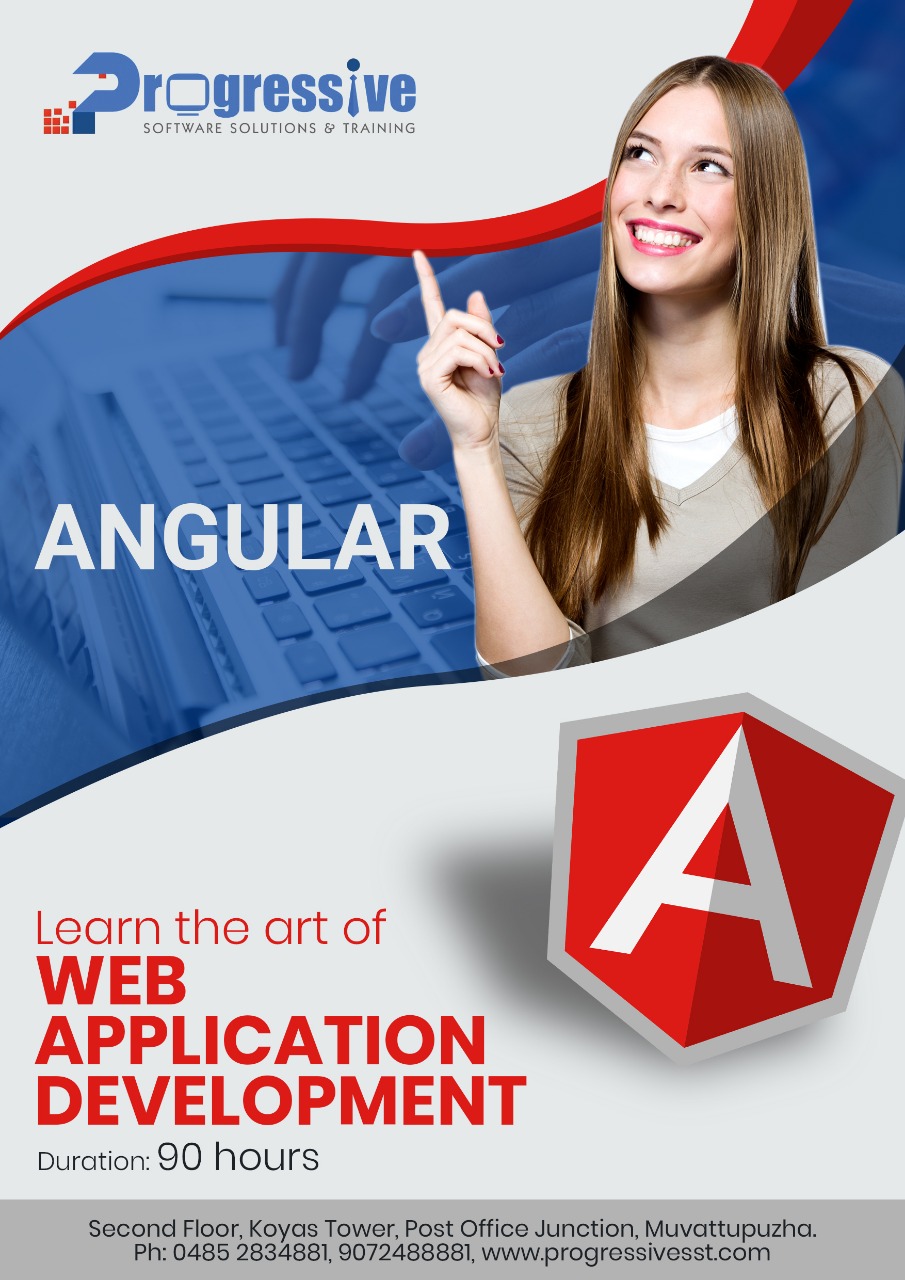 Progressive
SOFTWARE SOLUTIONS & TRAINING
ANGULAR
A
Learn the art of
WEB
APPLICATION
DEVELOPMENT
Duration: 90 hours
Second Floor, Koyas Tower, Post Office Junction, Muvattupuzha.
Ph: 0485 2834881, 9072488881, www.progressivesst.com